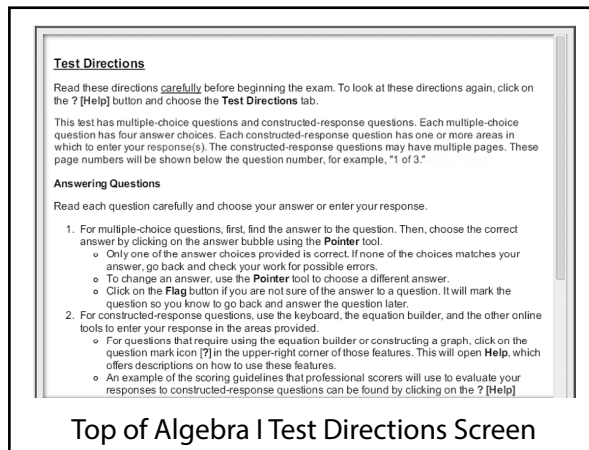 Test Directions
Read these directions carefully before beginning the exam. To look at these directions again, click on
the ? [Help] button and choose the Test Directions tab.
This test has multiple-choice questions and constructed-response questions. Each multiple-choice
question has four answer choices. Each constructed-response question has one or more areas in
which to enter your response(s). The constructed-response questions may have multiple pages. These
page numbers will be shown below the question number, for example, "1 of 3."
Answering Questions
Read each question carefully and choose your answer or enter your response.
1. For multiple-choice questions, first, find the answer to the question. Then, choose the correct
answer by clicking on the answer bubble using the Pointer tool.
o Only one of the answer choices provided is correct. If none of the choices matches your
answer, go back and check your work for possible errors.
o To change an answer, use the Pointer tool to choose a different answer.
o Click on the Flag button if you are not sure of the answer to a question. It will mark the
question so you know to go back and answer the question later.
2. For constructed-response questions, use the keyboard, the equation builder, and the other online
tools to enter your response in the areas provided.
o For questions that require using the equation builder or constructing a graph, click on the
question mark icon [?] in the upper-right corner of those features. This will open Help, which
offers descriptions on how to use these features.
o An example of the scoring guidelines that professional scorers will use to evaluate your
responses to constructed-response questions can be found by clicking on the ? [Help]
Top of Algebra I Test Directions Screen